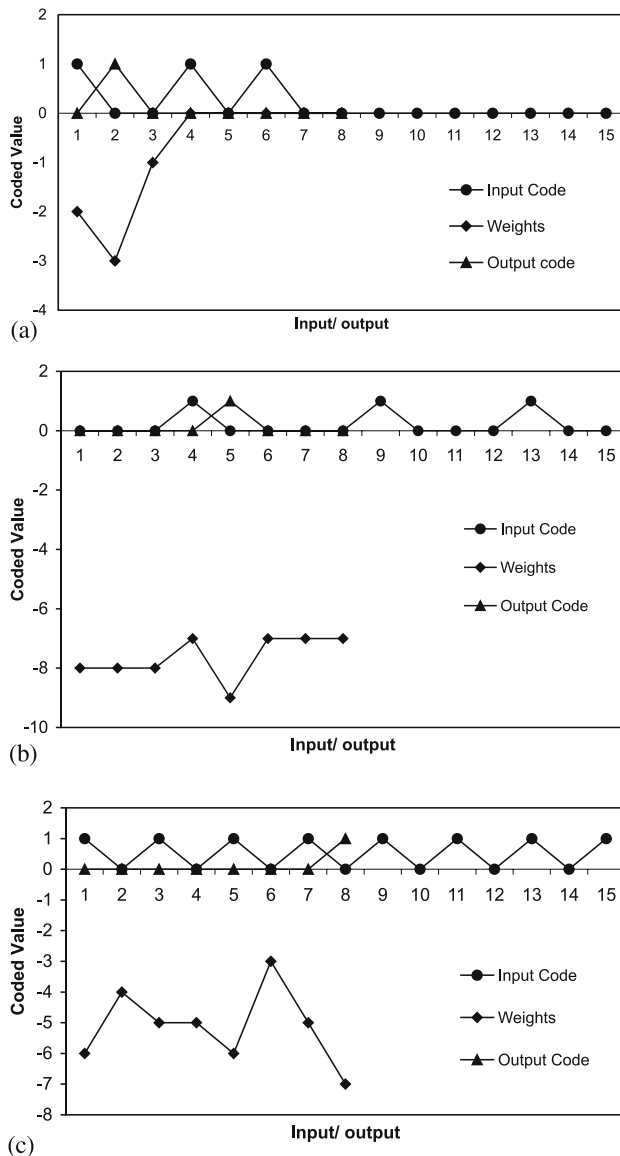 2
1
0
-1
-2
-3
-4
1 2 3 4 5 6 7 8 9 10 11 12 13 14 15
Coded Value
Input Code
Weights
Output code
Input/ output
(a)
2
0
-2
-4
-6
-8
-10
1 2 3 4 5 6 7 8 9 10 11 12 13 14 15
Coded Value
Input Code
Weights
Output Code
Input/ output
(b)
2
1
0
-1
-2
-3
-4
-5
-6
-7
-8
1 2 3 4 5 6 7 8 9 10 11 12 13 14 15
Coded Value
Input Code
Weights
Output Code
Input/ output
(c)